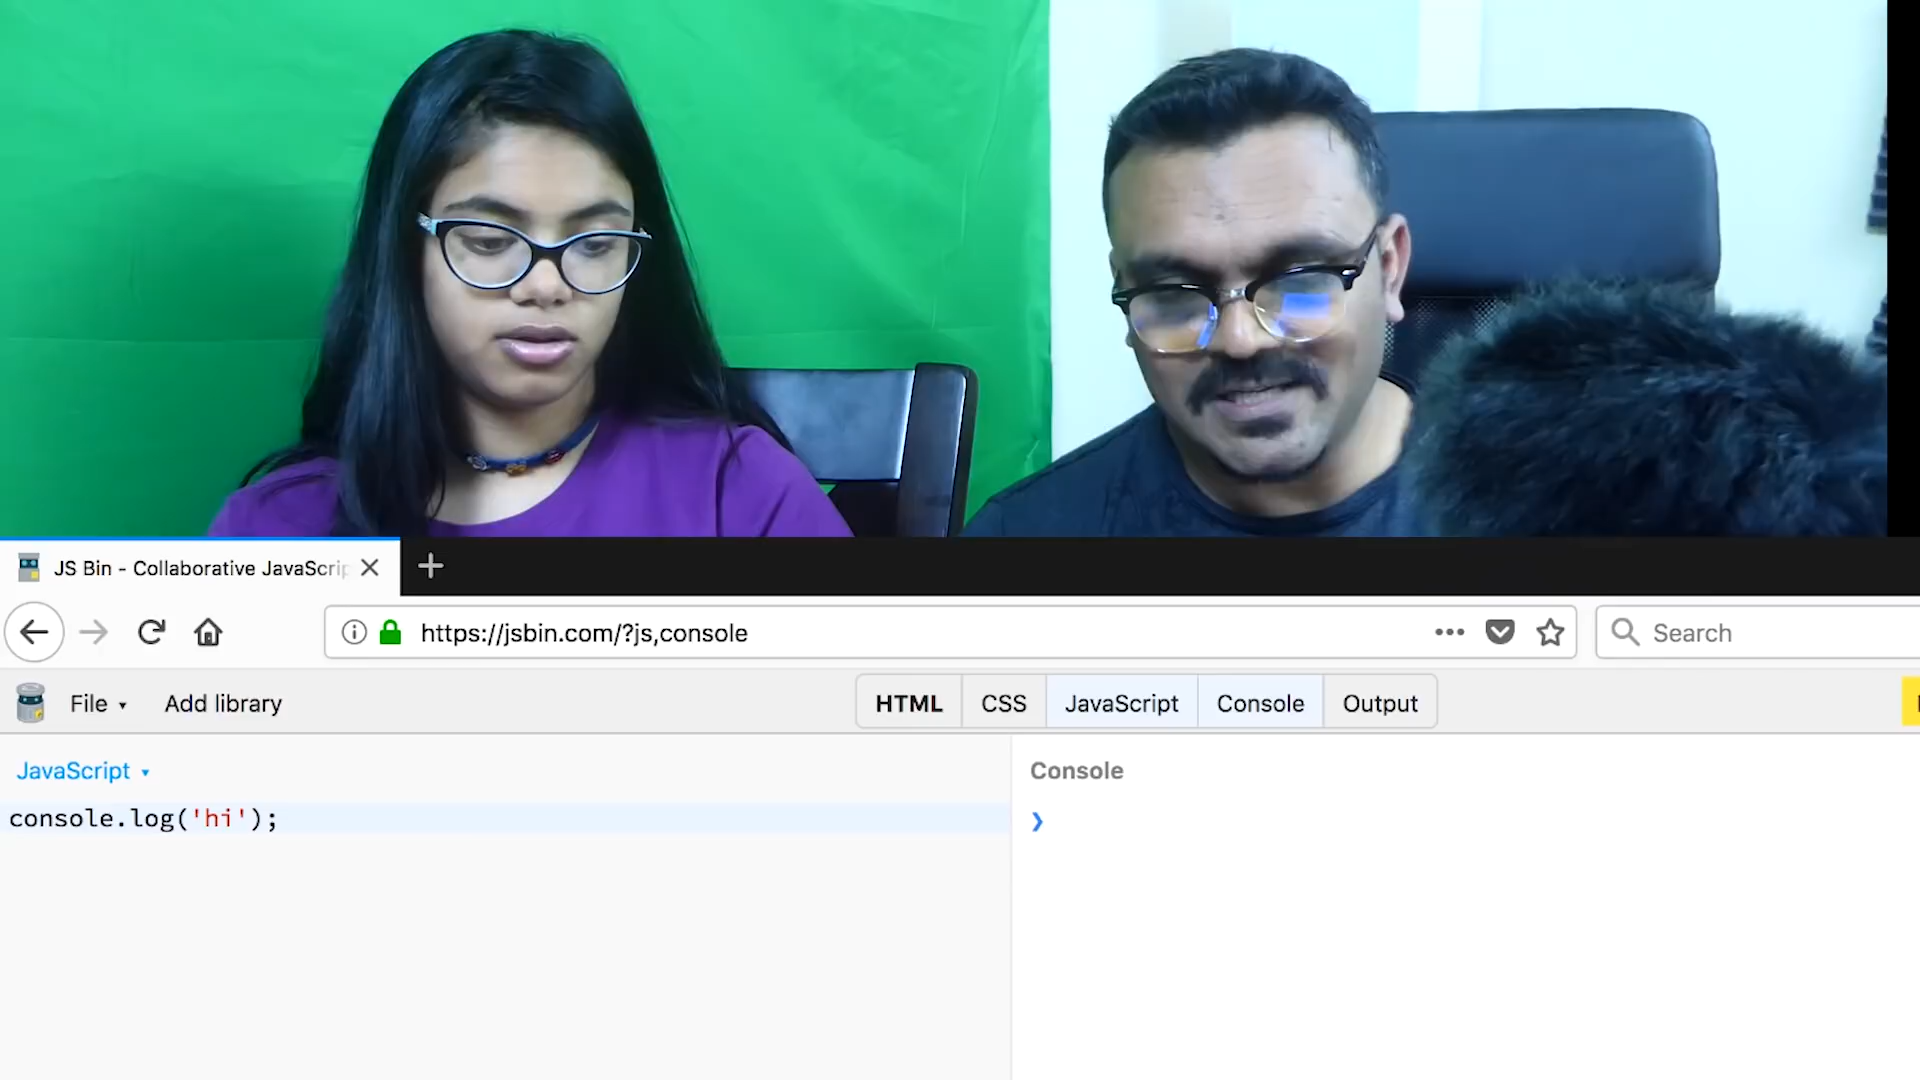 JS Bin - Collaborative JavaScrip
https://jsbin.com/?js,console
Search
File
Add library
HTML
CSS
JavaScript
Console
Output
JavaScript
Console
console.log('hi');